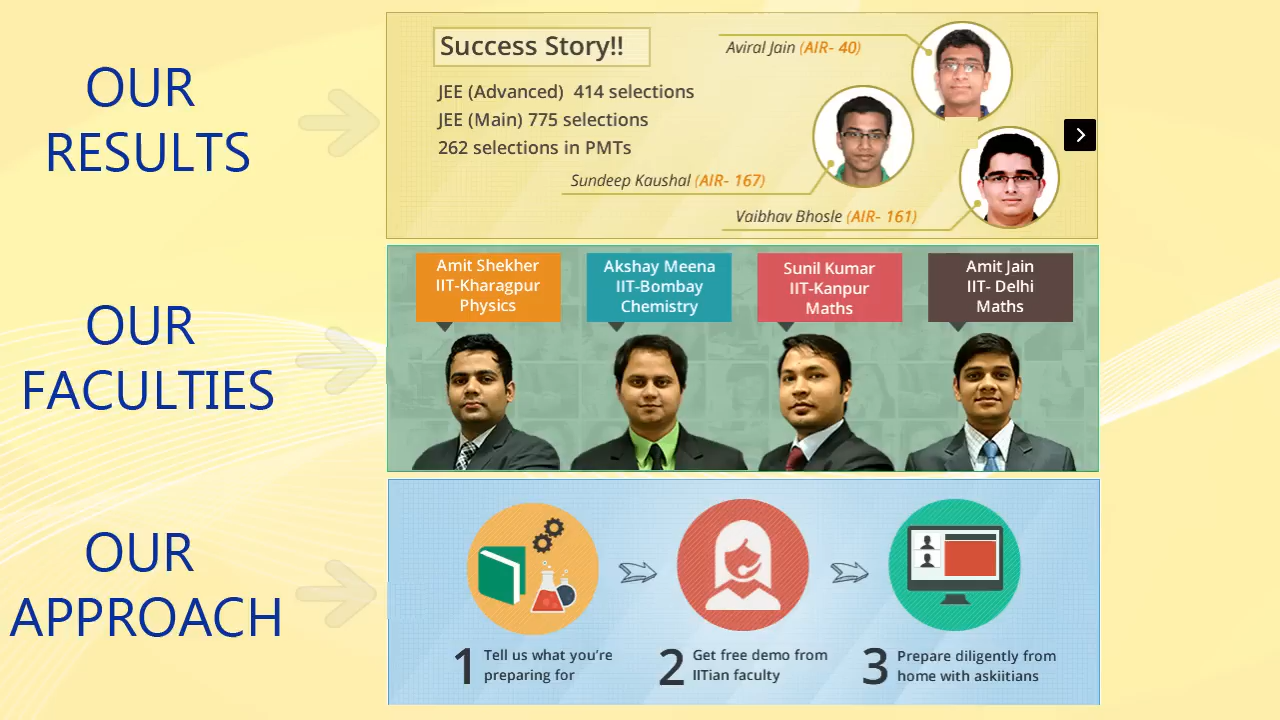 OUR
RESULTS
Success Story!!
JEE (Advanced) 414 selections
JEE (Main) 775 selections
262 selections in PMTs
Aviral Jain (AIR- 40)
Sundeep Kaushal (AIR- 167)
Vaibhav Bhosle (AIR- 161)
OUR
FACULTIES
Amit Shekher
IIT-Kharagpur
Physics
Akshay Meena
IIT-Bombay
Chemistry
Sunil Kumar
IIT-Kanpur
Maths
Amit Jain
IIT- Delhi
Maths
OUR
APPROACH
1 Tell us what you're
preparing for
2 Get free demo from
IITian faculty
3 Prepare diligently from
home with askiitians